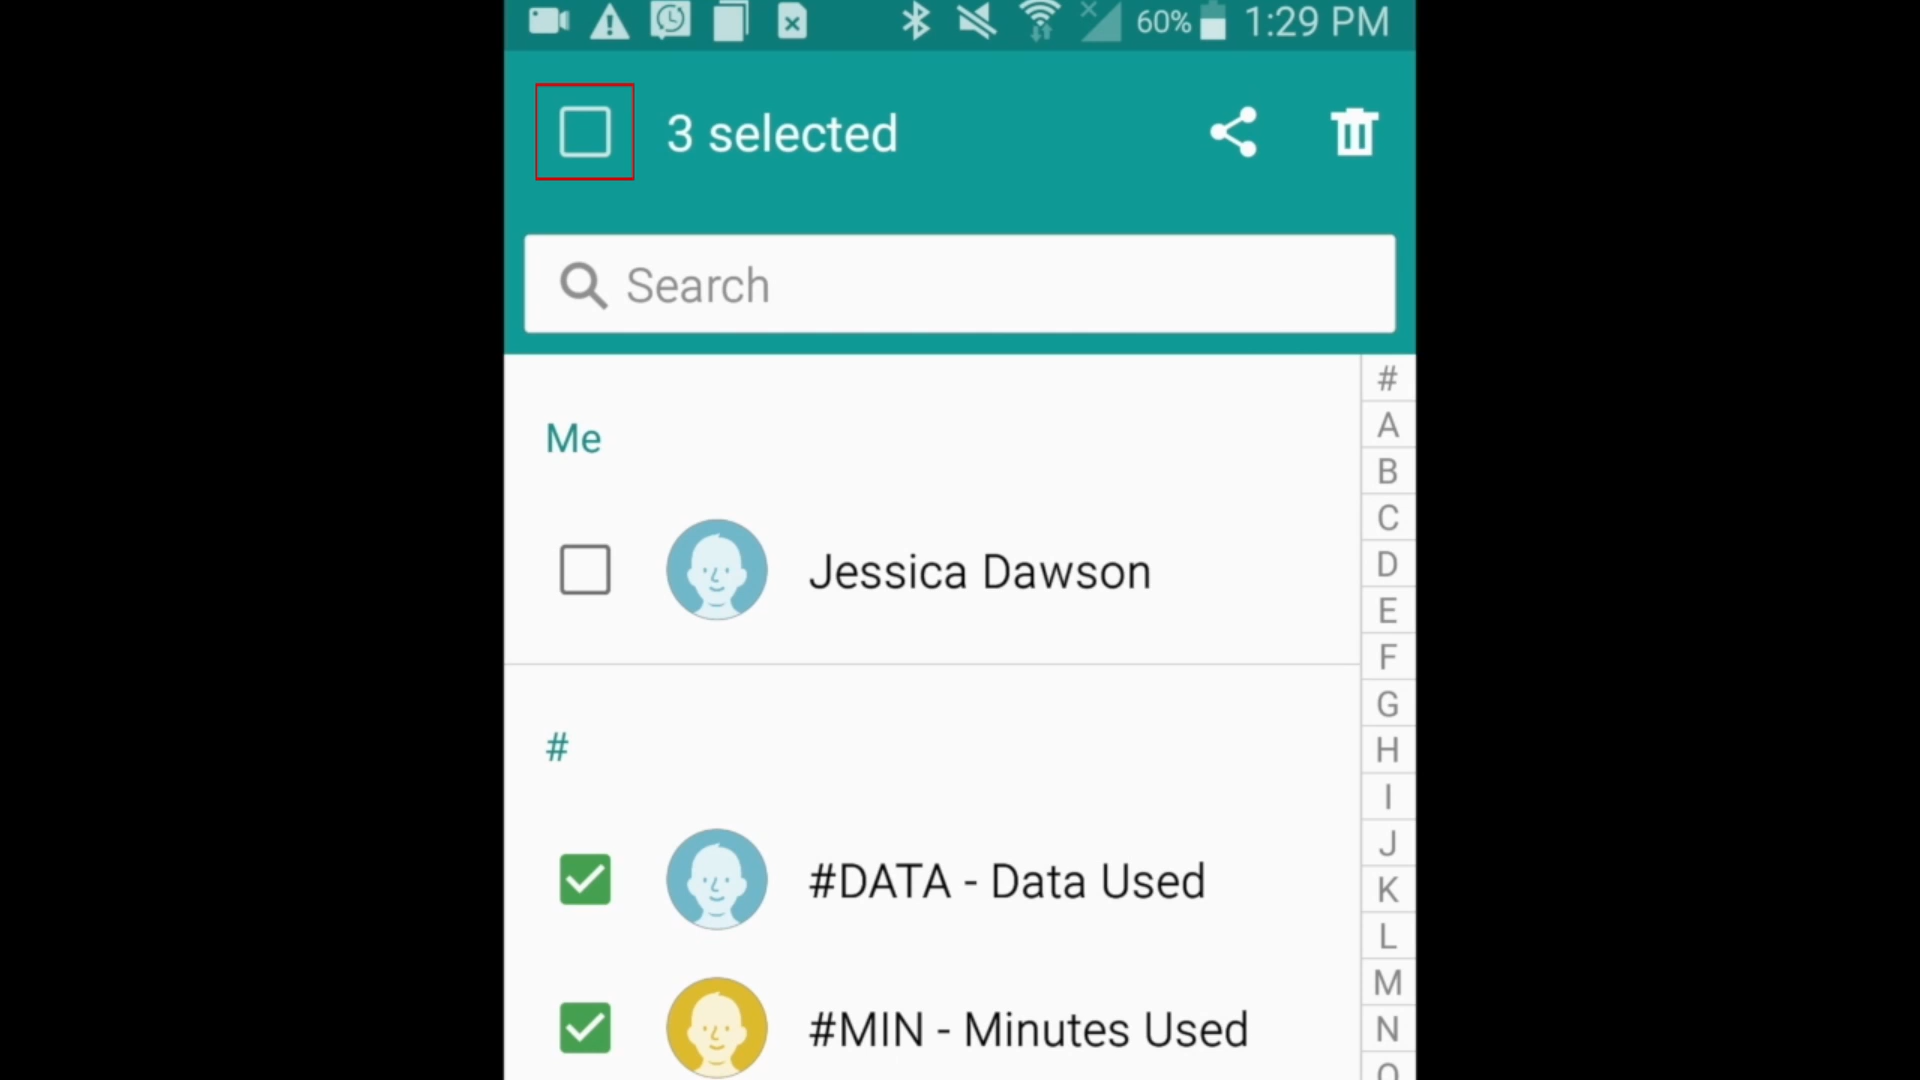 60% 1:29 PM
3 selected
Search
Me
Jessica Dawson
#
#DATA - Data Used
#MIN - Minutes Used
#
A
B
C
D
E
F
G
H
I
J
K
L
M
N